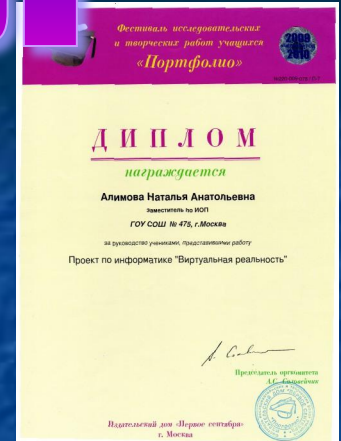 Фестиваль исследовательских
и творческих работ учащихся
«Портфолио»
2009
2010
ДИПЛОМ
награждается
Алимова Наталья Анатольевна
Заместитель по ИОП
ГОУ СОШ № 475, г.Москва
за руководство учениками, представившими работу
Проект по информатике "Виртуальная реальность"
Председатель оргкомитета
А.С.
Издательский дом «Первое сентября»
г. Москва